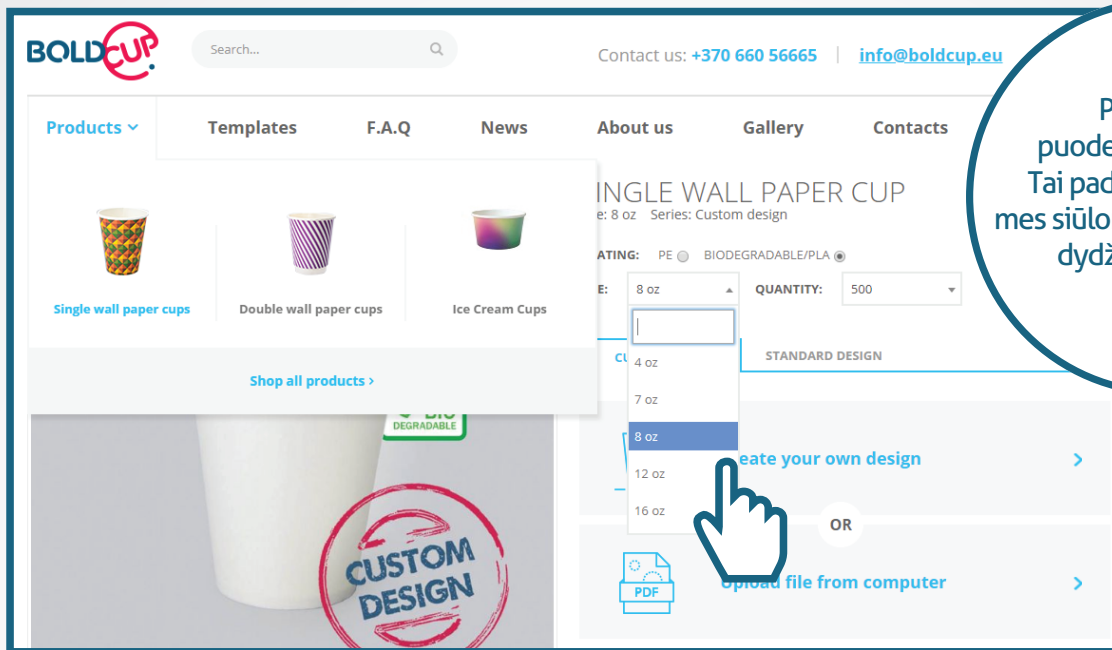 BOLDCUP.
Search...
Contact us: +370 660 56665
info@boldcup.eu
Products
Templates
F.A.Q
News
About us
Gallery
Contacts
Single wall paper cups
Double wall paper cups
Ice Cream Cups
Shop all products >
INGLE WALL PAPER CUP
e: 8 oz Series: Custom design
ATING: PE BIODEGRADABLE/PLA
E: 8 oz QUANTITY: 500
4 oz
7 oz
8 oz
12 oz
16 oz
CU
STANDARD DESIGN
eate your own design
OR
PDF
Upload file from computer
BIO
DEGRADABLE
CUSTOM
DESIGN
P
puode
Tai pad
mes siūlo
dydž